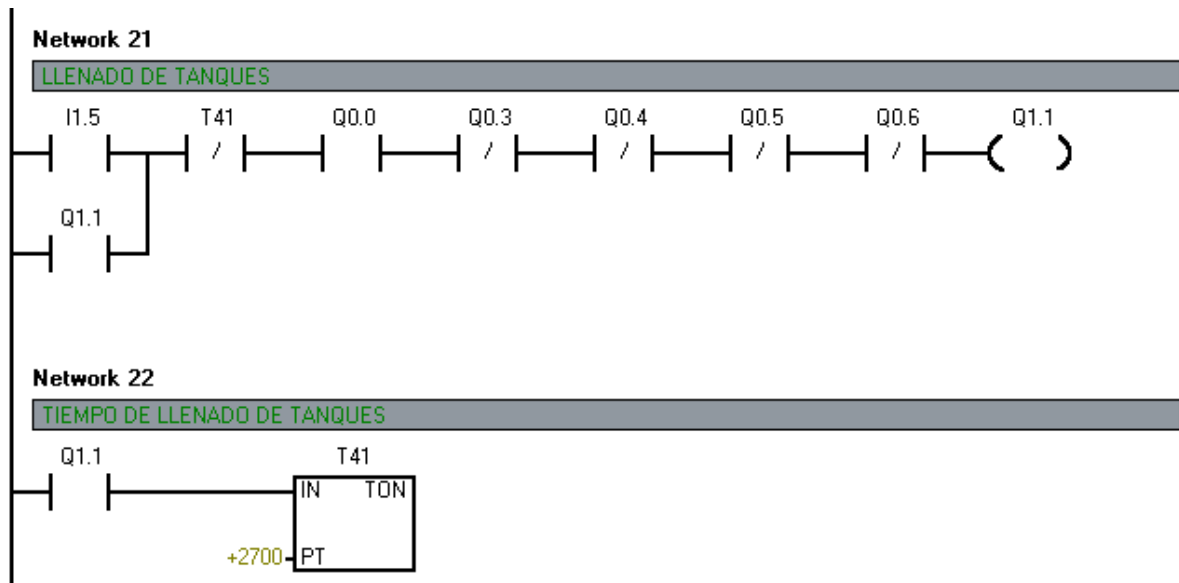 Network 21
LLENADO DE TANQUES
I1.5 T41 Q0.0 Q0.3 Q0.4 Q0.5 Q0.6 Q1.1
/ / / / /
Q1.1
Network 22
TIEMPO DE LLENADO DE TANQUES
Q1.1 T41
IN TON
+2700 PT